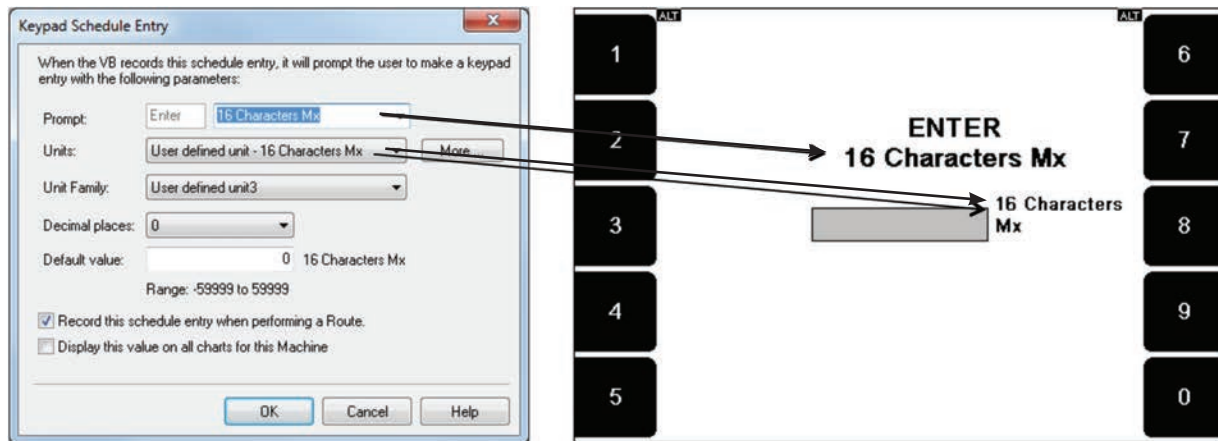 Keypad Schedule Entry
When the VB records this schedule entry, it will prompt the user to make a keypad
entry with the following parameters:
Prompt: Enter 16 Characters Mx
Units: User defined unit - 16 Characters Mx More...
Unit Family: User defined unit3
Decimal places: 0
Default value: 0 16 Characters Mx
Range: -59999 to 59999
Record this schedule entry when performing a Route.
Display this value on all charts for this Machine
OK Cancel Help
ALT ALT
1 6
2 7
ENTER
16 Characters Mx
16 Characters
Mx
3 8
4 9
5 0